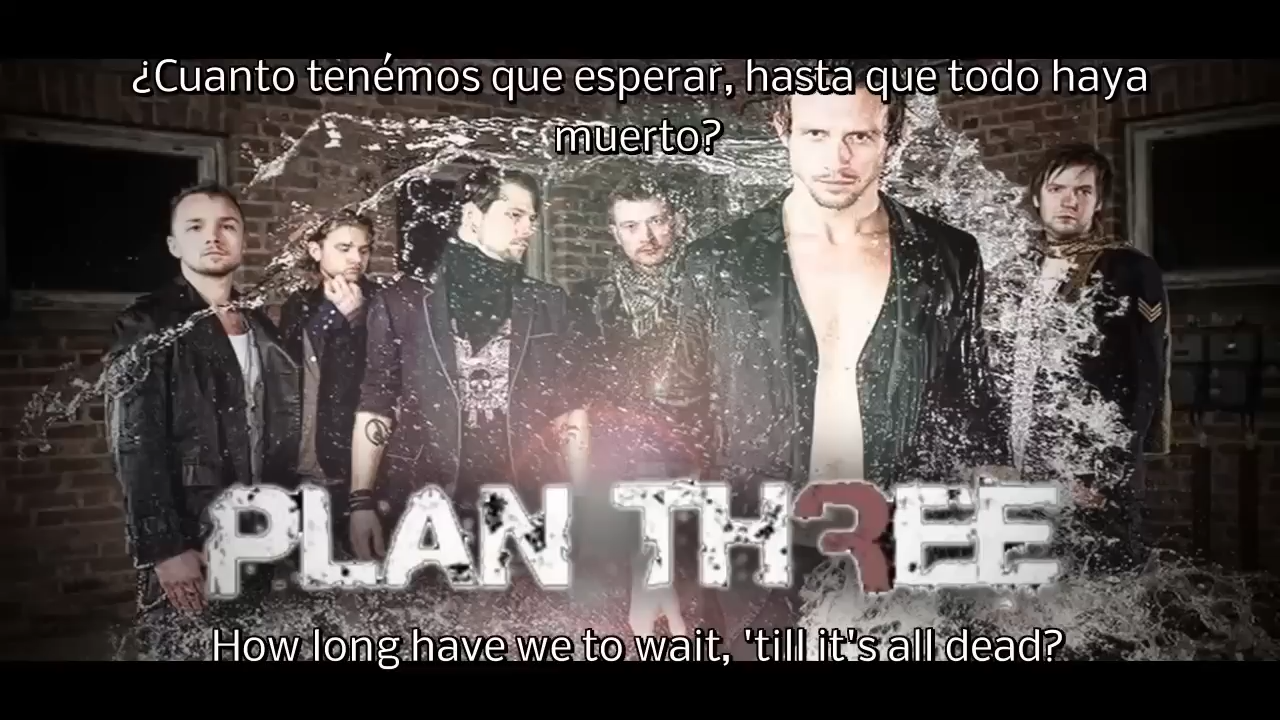 ¿Cuanto tenémos que esperar, hasta que todo haya
muerto?
PLAN TH3EE
How long have we to wait, 'till it's all dead?